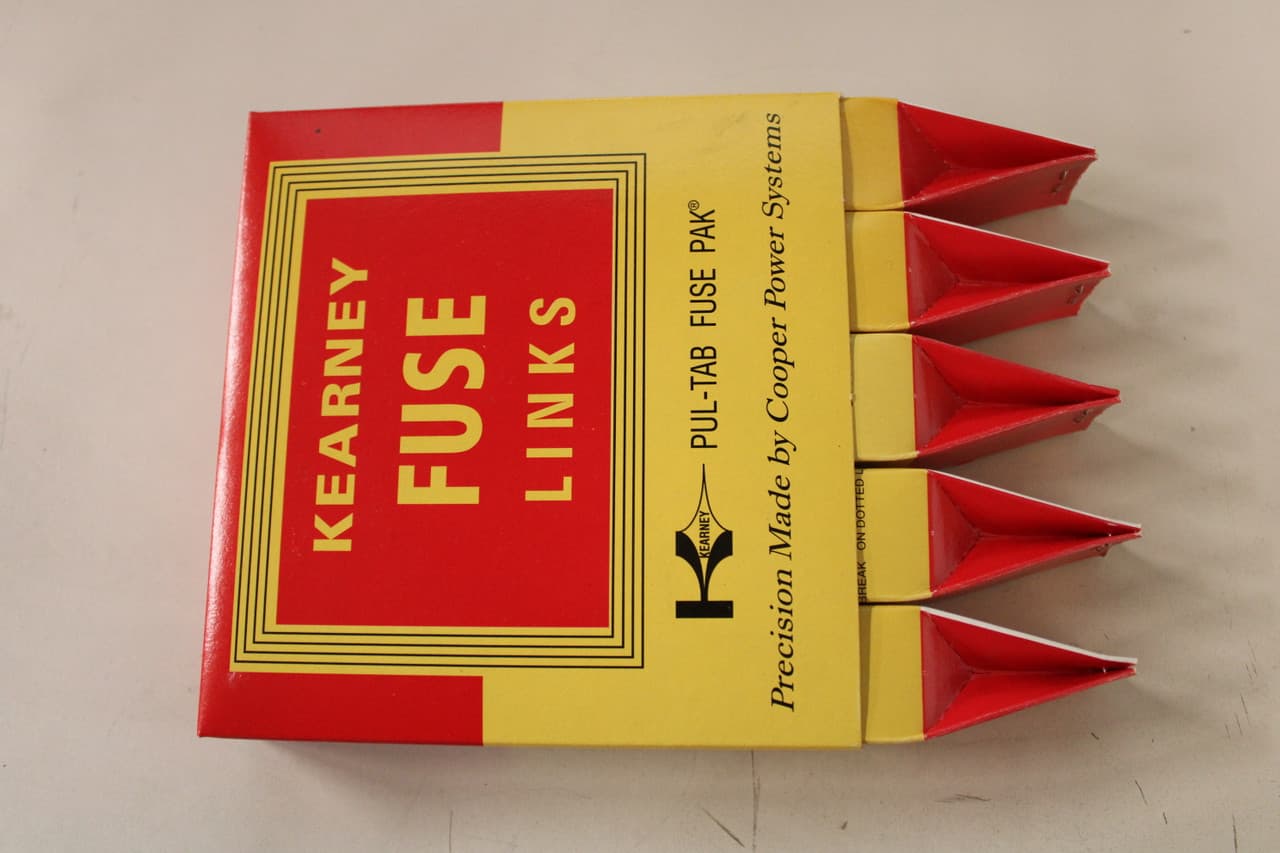 KEARNEY
FUSE
LINKS
KEARNEY
PUL-TAB FUSE PAK®
Precision Made by Cooper Power Systems
BREAK ON DOTTED